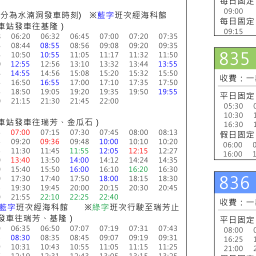 分為水湳洞發車時刻) ※藍字班次經海科館
車站發車往基隆）
06:20 06:32 06:45 07:00 07:20 07:35
08:44 08:55 08:56 09:08 09:20 09:35
10:50 10:55 11:05 11:17 11:32 11:50
12:55 12:56 13:10 13:32 13:44 13:55
14:55 14:56 15:08 15:20 15:32 15:50
16:50 16:55 17:00 17:10 17:35 17:50
18:50 19:05 19:20 19:35 19:50 19:55
21:15 21:30 21:45 22:00
車站發車往瑞芳、金瓜石）
07:00 07:15 07:30 07:45 08:00 08:13
09:20 09:36 09:48 10:00 10:10 10:20
11:30 11:45 11:55 12:05 12:15 12:27
13:40 13:50 14:00 14:12 14:24 14:35
15:40 15:50 16:00 16:10 16:20 16:30
17:30 17:40 17:50 18:00 18:15 18:30
19:30 19:45 20:00 20:15 20:30 20:45
21:55 22:10 22:25 22:40
藍字班次經海科館 ※綠字班次行駛至瑞芳止
發車往瑞芳、基隆）
06:35 06:50 07:07 07:19 07:31 07:43
08:30 08:35 08:45 09:07 09:19 09:31
10:31 10:43 10:55 11:05 11:15 11:25
每日固定
09:00
每日固定
09:15
835
收費：一
平日固定
05:30
10:30
16:30
假日固定
06:00
16:00
836
收費：一
平日固定
08:00
16:25
21:00